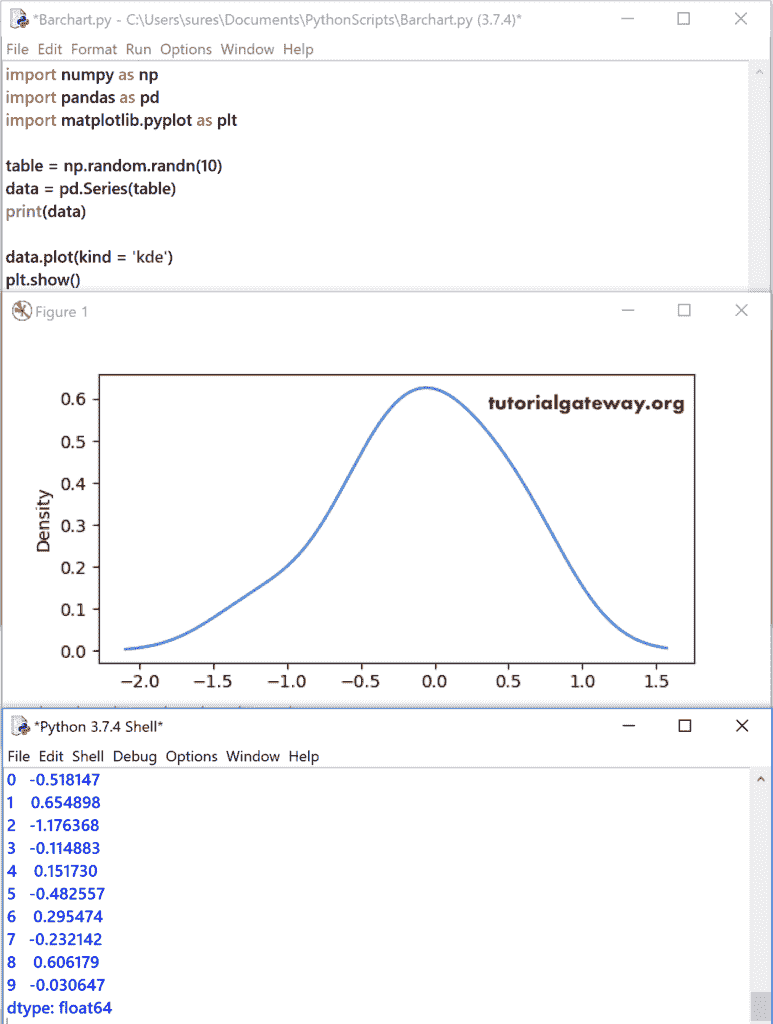 *Barchart.py - C:\Users\sures\Documents\PythonScripts\Barchart.py (3.7.4)*
File Edit Format Run Options Window Help
import numpy as np
import pandas as pd
import matplotlib.pyplot as plt
table = np.random.randn(10)
data = pd.Series(table)
print(data)
data.plot(kind = 'kde')
plt.show()
Figure 1
tutorialgateway.org
0.6
0.5
0.4
0.3
0.2
0.1
0.0
Density
−2.0 −1.5 −1.0 −0.5 0.0 0.5 1.0 1.5
*Python 3.7.4 Shell*
File Edit Shell Debug Options Window Help
0 -0.518147
1 0.654898
2 -1.176368
3 -0.114883
4 0.151730
5 -0.482557
6 0.295474
7 -0.232142
8 0.606179
9 -0.030647
dtype: float64